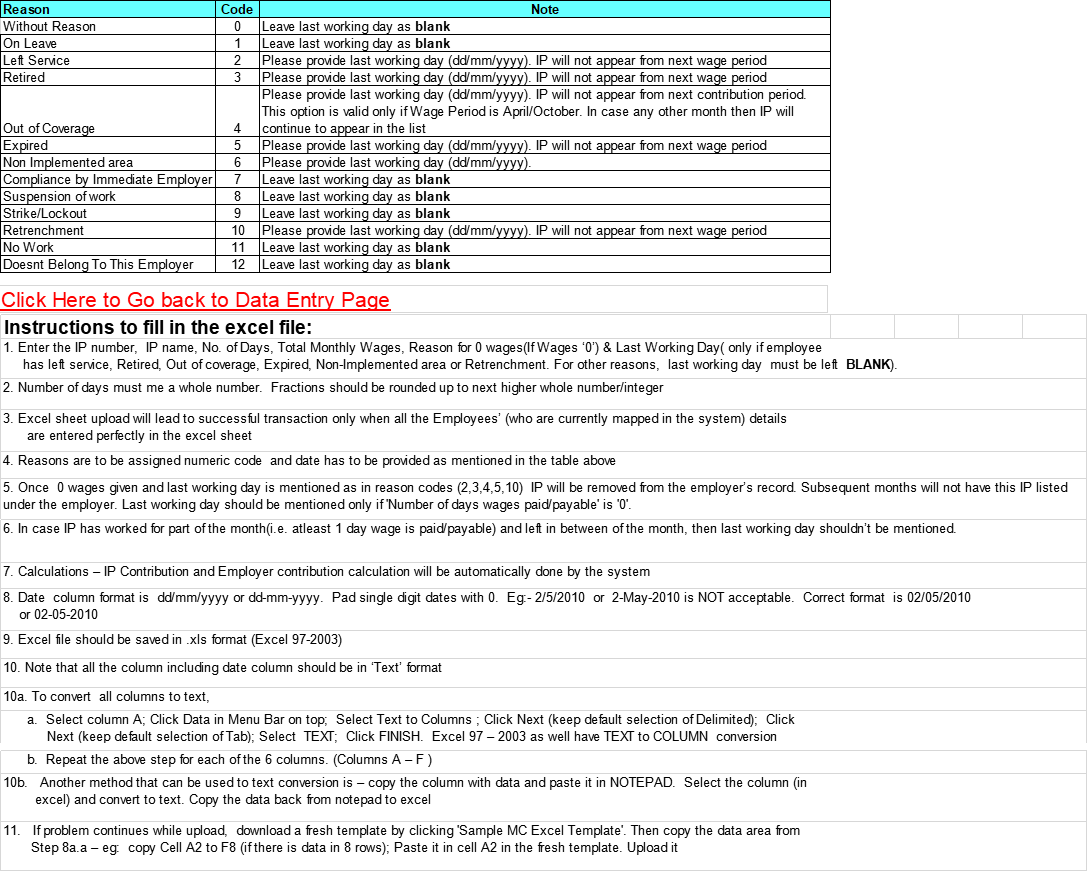 Reason Code Note
Without Reason 0 Leave last working day as blank
On Leave 1 Leave last working day as blank
Left Service 2 Please provide last working day (dd/mm/yyyy). IP will not appear from next wage period
Retired 3 Please provide last working day (dd/mm/yyyy). IP will not appear from next wage period
Please provide last working day (dd/mm/yyyy). IP will not appear from next contribution period.
This option is valid only if Wage Period is April/October. In case any other month then IP will
Out of Coverage 4 continue to appear in the list
Expired 5 Please provide last working day (dd/mm/yyyy). IP will not appear from next wage period
Non Implemented area 6 Please provide last working day (dd/mm/yyyy).
Compliance by Immediate Employer 7 Leave last working day as blank
Suspension of work 8 Leave last working day as blank
Strike/Lockout 9 Leave last working day as blank
Retrenchment 10 Please provide last working day (dd/mm/yyyy). IP will not appear from next wage period
No Work 11 Leave last working day as blank
Doesnt Belong To This Employer 12 Leave last working day as blank
Click Here to Go back to Data Entry Page
Instructions to fill in the excel file:
1. Enter the IP number, IP name, No. of Days, Total Monthly Wages, Reason for 0 wages(If Wages ‘0’) & Last Working Day( only if employee
has left service, Retired, Out of coverage, Expired, Non-Implemented area or Retrenchment. For other reasons, last working day must be left BLANK).
2. Number of days must me a whole number. Fractions should be rounded up to next higher whole number/integer
3. Excel sheet upload will lead to successful transaction only when all the Employees’ (who are currently mapped in the system) details
are entered perfectly in the excel sheet
4. Reasons are to be assigned numeric code and date has to be provided as mentioned in the table above
5. Once 0 wages given and last working day is mentioned as in reason codes (2,3,4,5,10) IP will be removed from the employer’s record. Subsequent months will not have this IP listed
under the employer. Last working day should be mentioned only if 'Number of days wages paid/payable' is '0'.
6. In case IP has worked for part of the month(i.e. atleast 1 day wage is paid/payable) and left in between of the month, then last working day shouldn’t be mentioned.
7. Calculations – IP Contribution and Employer contribution calculation will be automatically done by the system
8. Date column format is dd/mm/yyyy or dd-mm-yyyy. Pad single digit dates with 0. Eg:- 2/5/2010 or 2-May-2010 is NOT acceptable. Correct format is 02/05/2010
or 02-05-2010
9. Excel file should be saved in .xls format (Excel 97-2003)
10. Note that all the column including date column should be in ‘Text’ format
10a. To convert all columns to text,
a. Select column A; Click Data in Menu Bar on top; Select Text to Columns ; Click Next (keep default selection of Delimited); Click
Next (keep default selection of Tab); Select TEXT; Click FINISH. Excel 97 – 2003 as well have TEXT to COLUMN conversion
b. Repeat the above step for each of the 6 columns. (Columns A – F )
10b. Another method that can be used to text conversion is – copy the column with data and paste it in NOTEPAD. Select the column (in
excel) and convert to text. Copy the data back from notepad to excel
11. If problem continues while upload, download a fresh template by clicking 'Sample MC Excel Template'. Then copy the data area from
Step 8a.a – eg: copy Cell A2 to F8 (if there is data in 8 rows); Paste it in cell A2 in the fresh template. Upload it